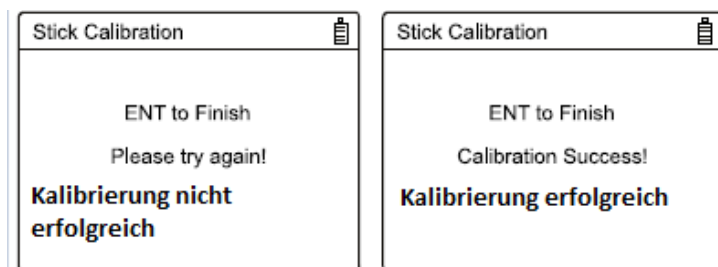 Stick Calibration
ENT to Finish
Please try again!
Kalibrierung nicht
erfolgreich
Stick Calibration
ENT to Finish
Calibration Success!
Kalibrierung erfolgreich